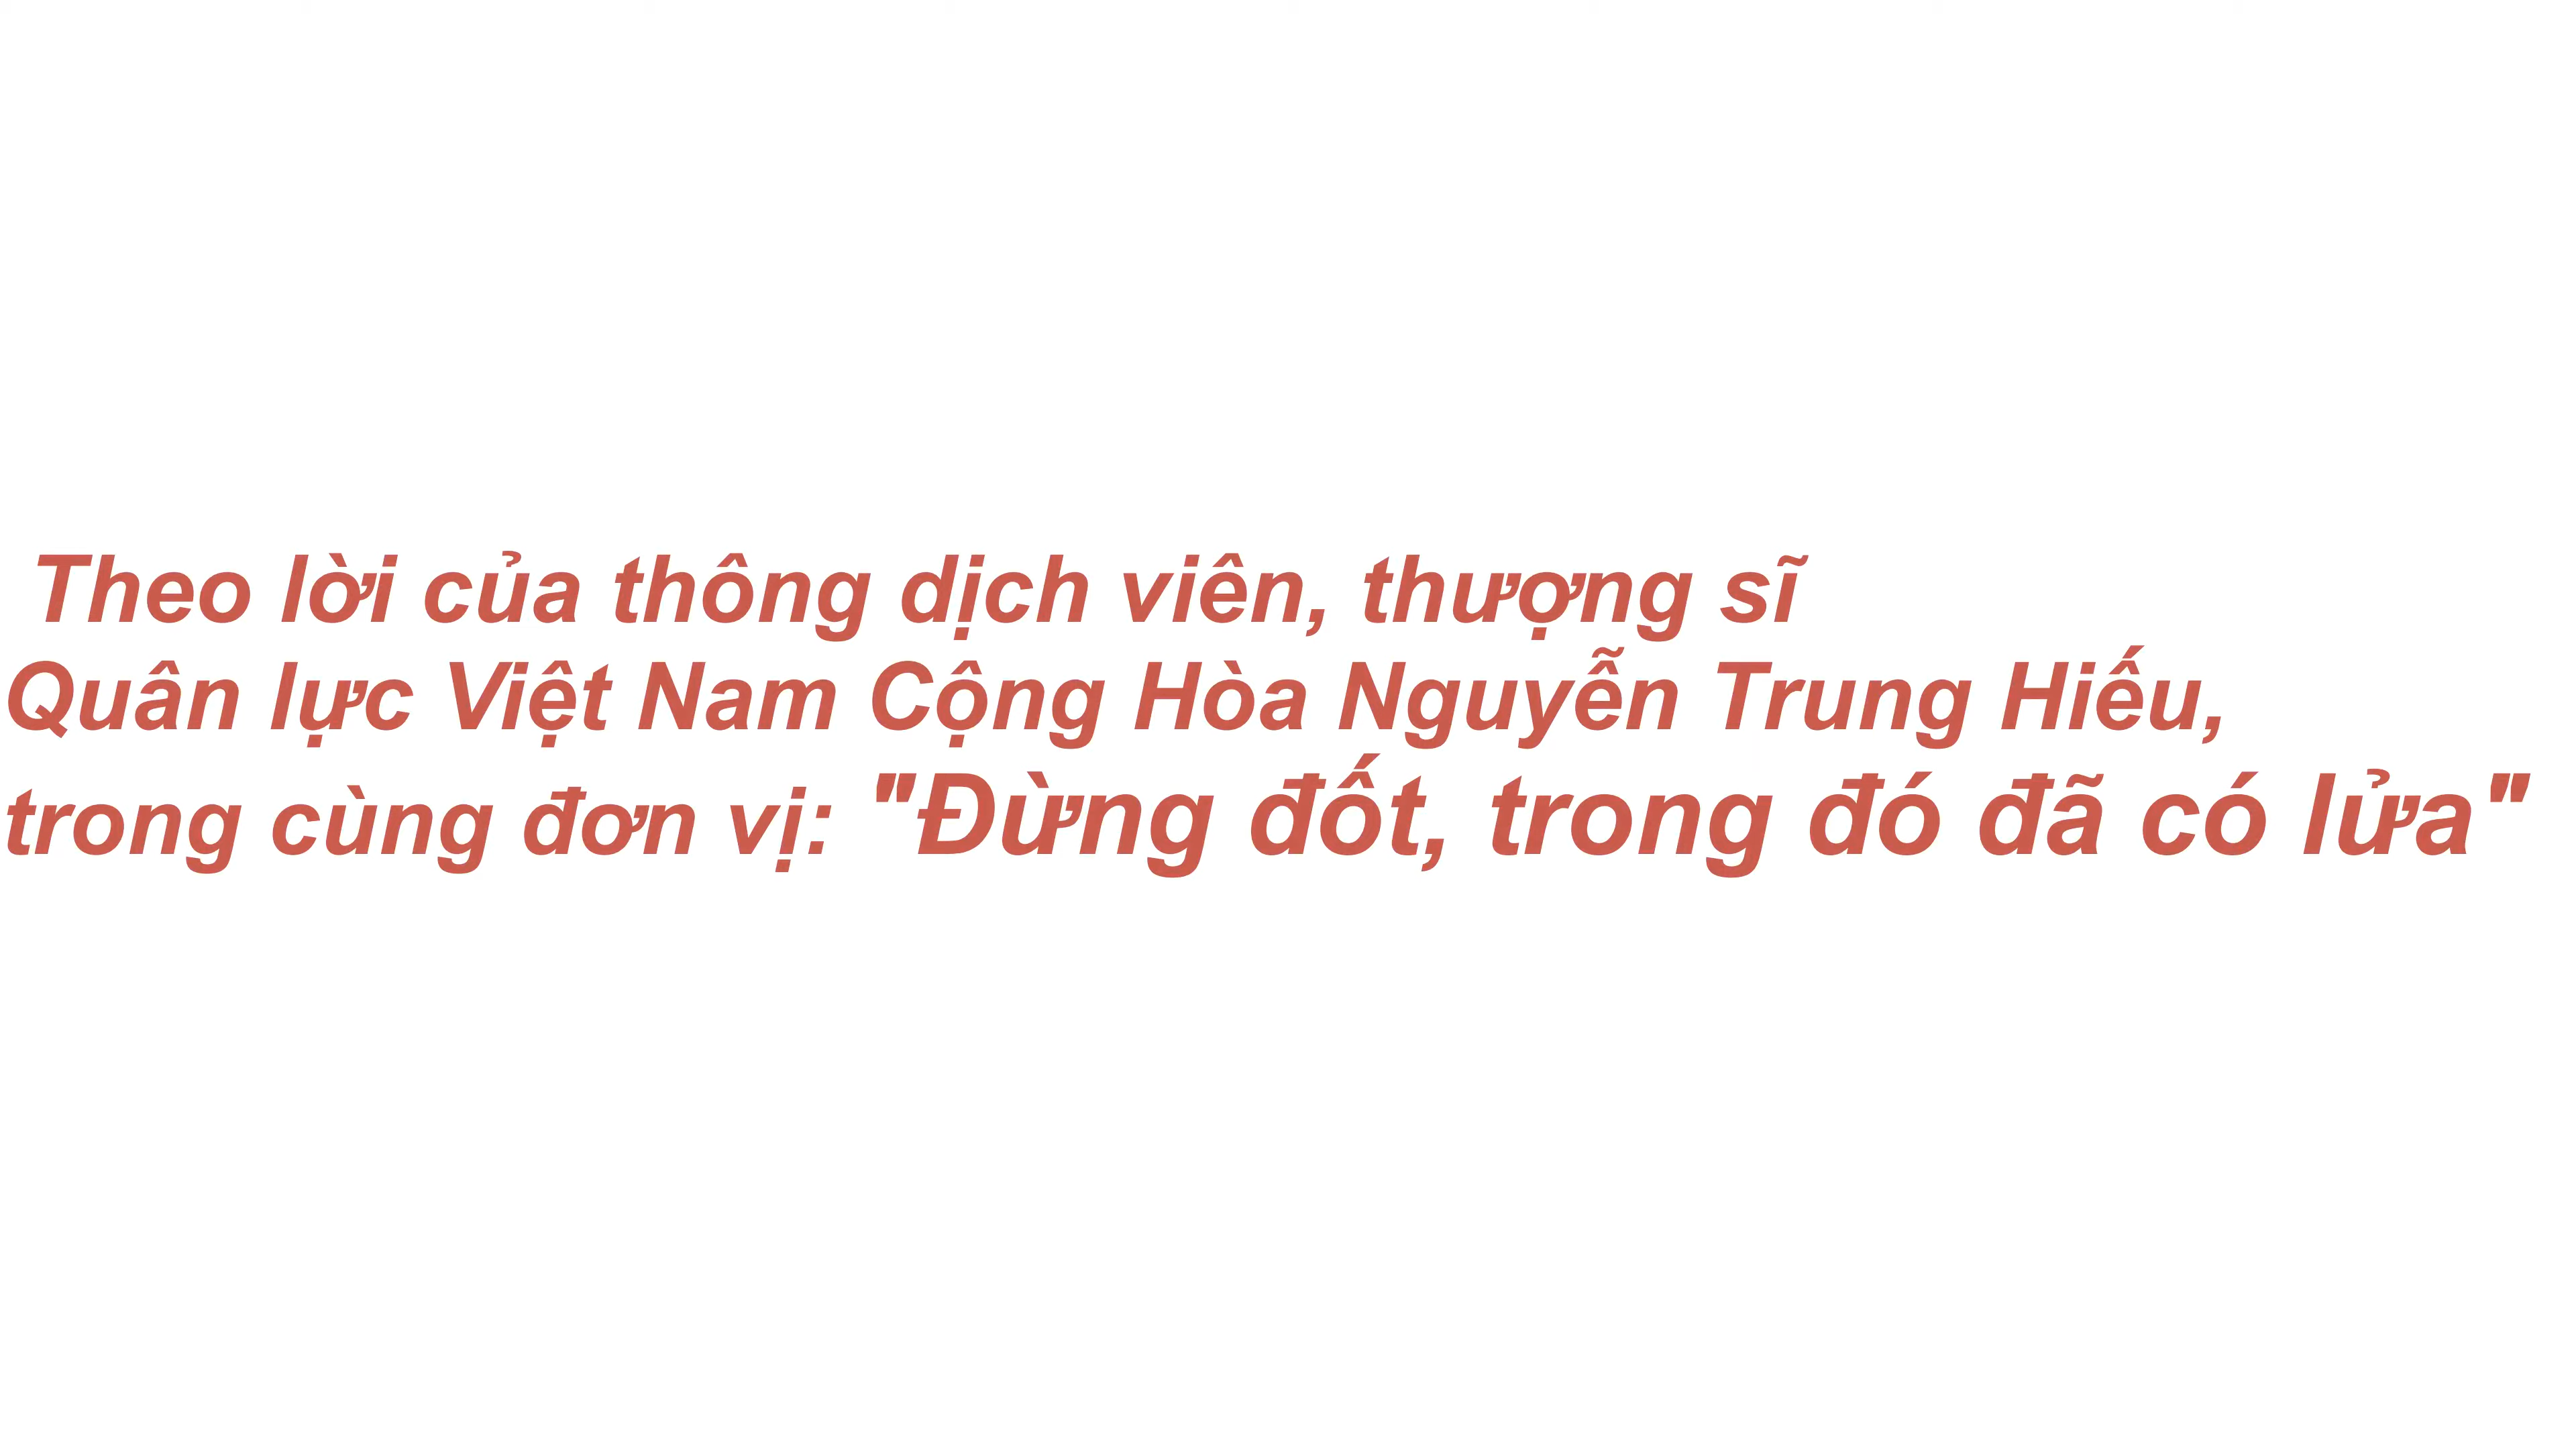 Theo lời của thông dịch viên, thượng sĩ
Quân lực Việt Nam Cộng Hòa Nguyễn Trung Hiếu,
trong cùng đơn vị: "Đừng đốt, trong đó đã có lửa"